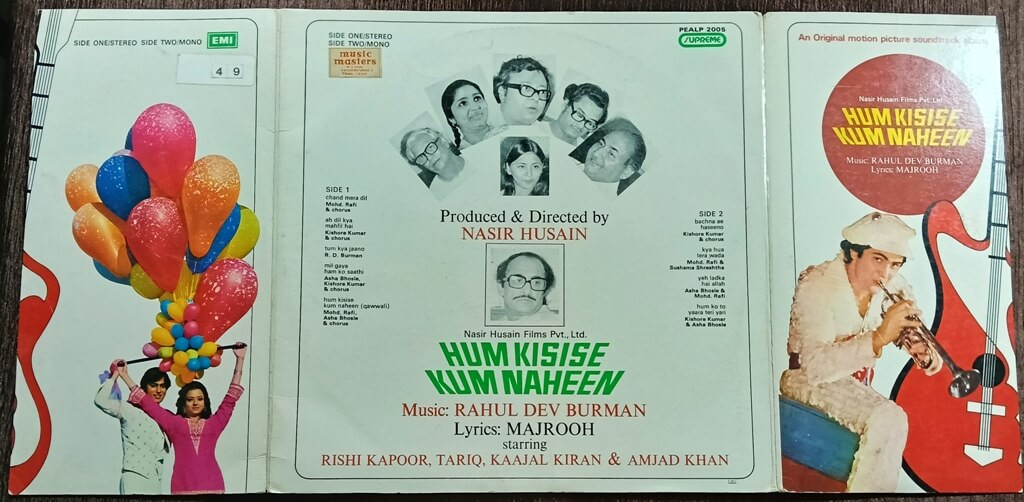 SIDE ONE/STEREO SIDE TWO/MONO EMI
4 9
SIDE ONE/STEREO
SIDE TWO/MONO
music
masters
PEALP 2005
SUPREME
SIDE 1
chand mera dil
Mohd. Rafi
& chorus
ah dil kya
mahfil hai
Kishore Kumar
& chorus
tum kya jaano
R. D. Burman
mil gaya
ham ko saathi
Asha Bhosle,
Kishore Kumar
& chorus
hum kisise
kum naheen (qawwali)
Mohd. Rafi,
Asha Bhosle
& chorus
Produced & Directed by
NASIR HUSAIN
SIDE 2
bachna ae
haseeno
Kishore Kumar
& chorus
kya hua
tera wada
Mohd. Rafi &
Sushama Shreshtha
yeh ladka
hai allah
Asha Bhosle &
Mohd. Rafi
hum ko to
yaara teri yari
Kishore Kumar
& Asha Bhosle
Nasir Husain Films Pvt., Ltd.
HUM KISISE
KUM NAHEEN
Music: RAHUL DEV BURMAN
Lyrics: MAJROOH
starring
RISHI KAPOOR, TARIQ, KAAJAL KIRAN & AMJAD KHAN
An Original motion picture soundtrack album
Nasir Husain Films Pvt. Ltd.
HUM KISISE
KUM NAHEEN
Music: RAHUL DEV BURMAN
Lyrics: MAJROOH